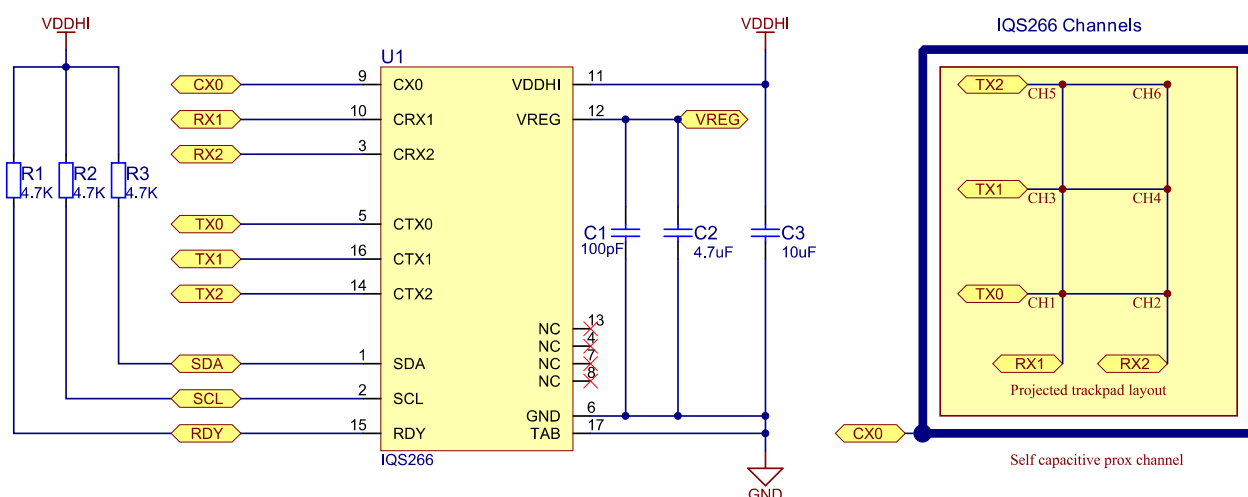 VDDHI
R1
4.7K
R2
4.7K
R3
4.7K
U1
CX0 9 CX0
RX1 10 CRX1
RX2 3 CRX2
TX0 5 CTX0
TX1 16 CTX1
TX2 14 CTX2
SDA 1 SDA
SCL 2 SCL
RDY 15 RDY
VDDHI 11
VREG 12 VREG
NC 13
NC 4
NC 7
NC 8
GND 6
TAB 17
IQS266
VDDHI
C1
100pF
C2
4.7uF
C3
10uF
GND
IQS266 Channels
TX2 CH5 CH6
TX1 CH3 CH4
TX0 CH1 CH2
RX1 RX2
Projected trackpad layout
CX0
Self capacitive prox channel